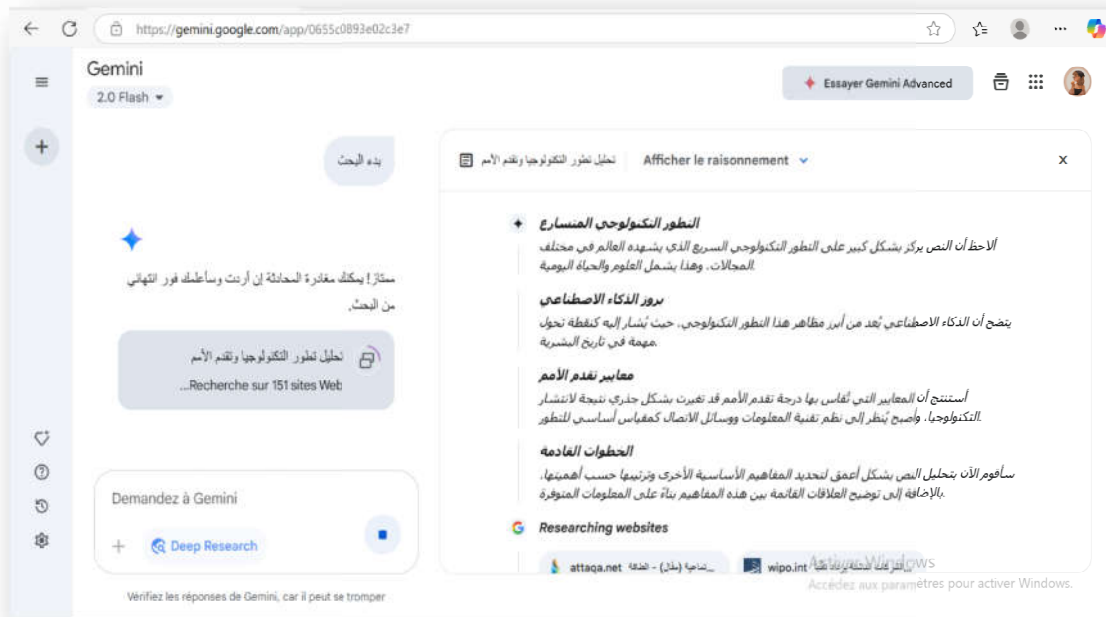 https://gemini.google.com/app/0655c0893e02c3e7
Gemini
2.0 Flash
Essayer Gemini Advanced
بدء البحث
ممتاز! يمكنك مغادرة المحادثة إن أردت وسأعلمك فور انتهائي
من البحث.
تحليل تطور التكنولوجيا وتقدم الأمم
...Recherche sur 151 sites Web
Demandez à Gemini
Deep Research
Vérifiez les réponses de Gemini, car il peut se tromper
تحليل تطور التكنولوجيا وتقدم الأمم
Afficher le raisonnement
x
التطور التكنولوجي المتسارع
ألاحظ أن النص يركز بشكل كبير على التطور التكنولوجي السريع الذي يشهده العالم في مختلف
المجالات، وهذا يشمل العلوم والحياة اليومية.
بروز الذكاء الاصطناعي
يتضح أن الذكاء الاصطناعي يُعد من أبرز مظاهر هذا التطور التكنولوجي، حيث يُشار إليه كنقطة تحول
مهمة في تاريخ البشرية.
معايير تقدم الأمم
أستنتج أن المعايير التي تُقاس بها درجة تقدم الأمم قد تغيرت بشكل جذري نتيجة لانتشار
التكنولوجيا، وأصبح يُنظر إلى نظم تقنية المعلومات ووسائل الاتصال كمقياس أساسي للتطور.
الخطوات القادمة
سأقوم الآن بتحليل النص بشكل أعمق لتحديد المفاهيم الأساسية الأخرى وترتيبها حسب أهميتها،
بالإضافة إلى توضيح العلاقات القائمة بين هذه المفاهيم بناءً على المعلومات المتوفرة.
Researching websites
attaqa.net
wipo.int
Activer Windows
Accédez aux paramètres pour activer Windows.